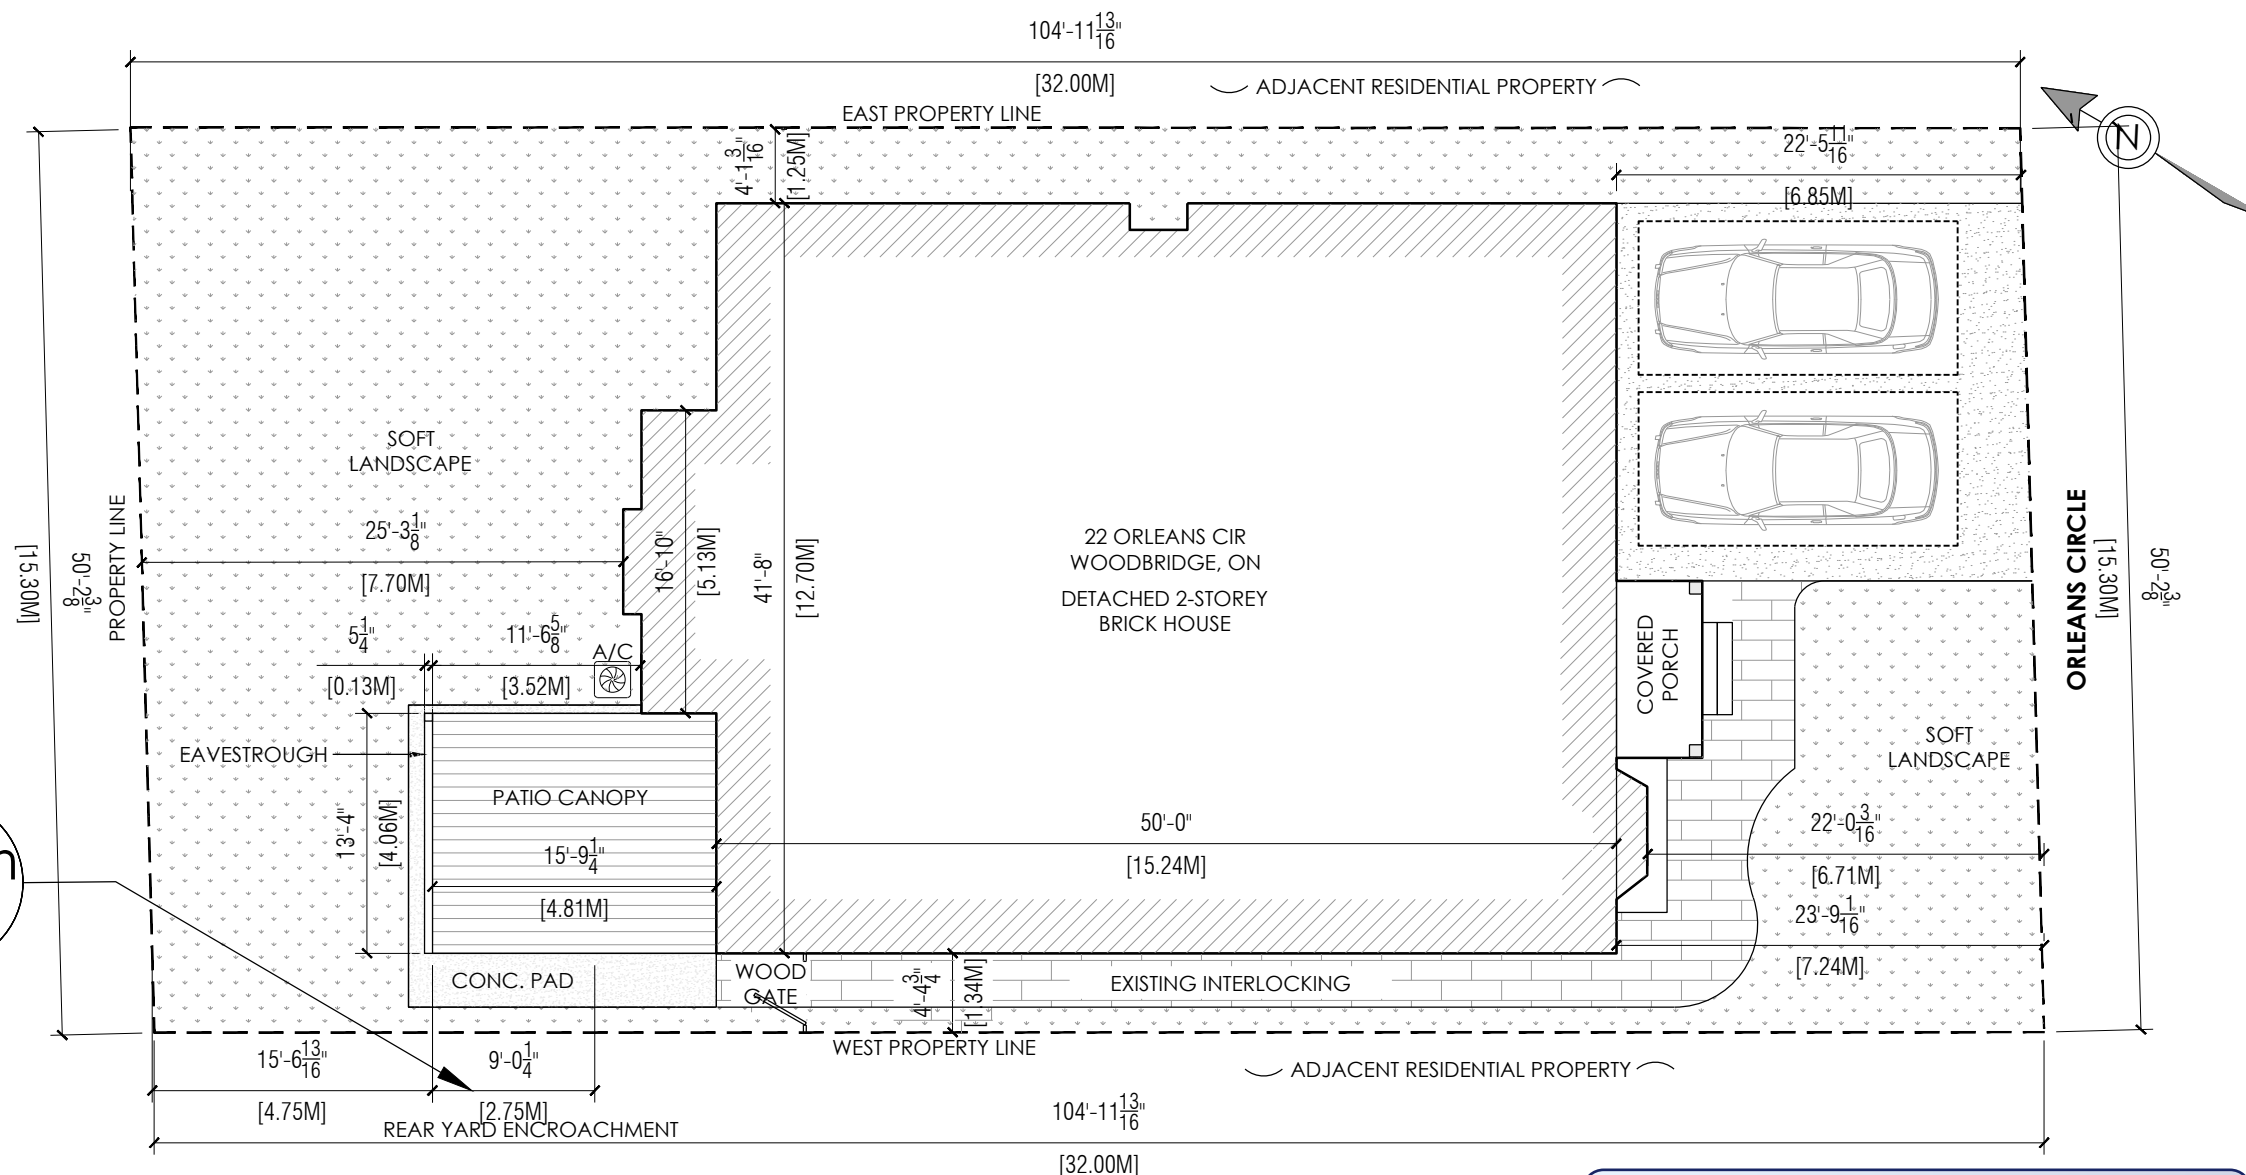 104'-11 13/16"
[32.00M]
ADJACENT RESIDENTIAL PROPERTY
EAST PROPERTY LINE
N
4'-1 3/16"
[1.25M]
22'-5 11/16"
[6.85M]
50'-2 3/8"
[15.30M]
PROPERTY LINE
SOFT
LANDSCAPE
25'-3 1/8"
[7.70M]
16'-10"
[5.13M]
41'-8"
[12.70M]
22 ORLEANS CIR
WOODBRIDGE, ON
DETACHED 2-STOREY
BRICK HOUSE
ORLEANS CIRCLE
[15.30M]
50'-2 3/8"
5 1/4"
[0.13M]
11'-6 5/8"
[3.52M]
A/C
COVERED
PORCH
SOFT
LANDSCAPE
EAVESTROUGH
PATIO CANOPY
13'-4"
[4.06M]
15'-9 1/4"
[4.81M]
50'-0"
[15.24M]
22'-0 3/16"
[6.71M]
23'-9 1/16"
[7.24M]
CONC. PAD
WOOD
GATE
4'-4 3/4"
[1.34M]
EXISTING INTERLOCKING
WEST PROPERTY LINE
ADJACENT RESIDENTIAL PROPERTY
15'-6 13/16"
[4.75M]
9'-0 1/4"
[2.75M]
REAR YARD ENCROACHMENT
104'-11 13/16"
[32.00M]